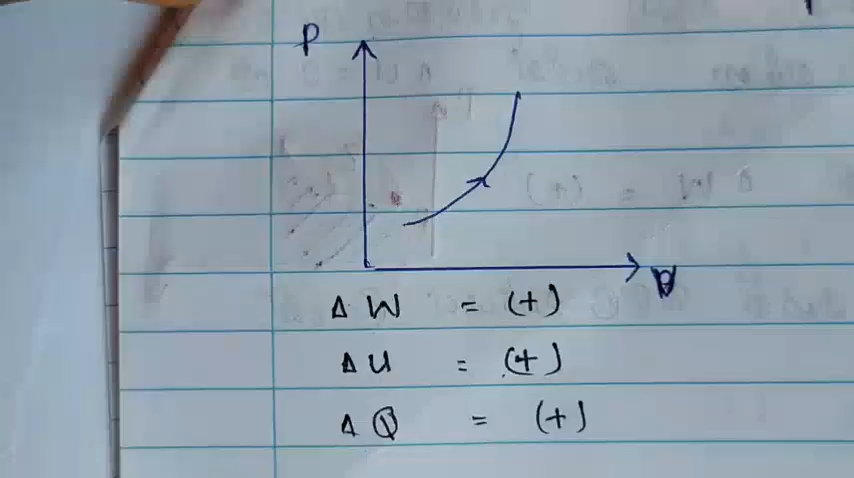 P
ΔW = (+)
ΔU = (+)
ΔQ = (+)